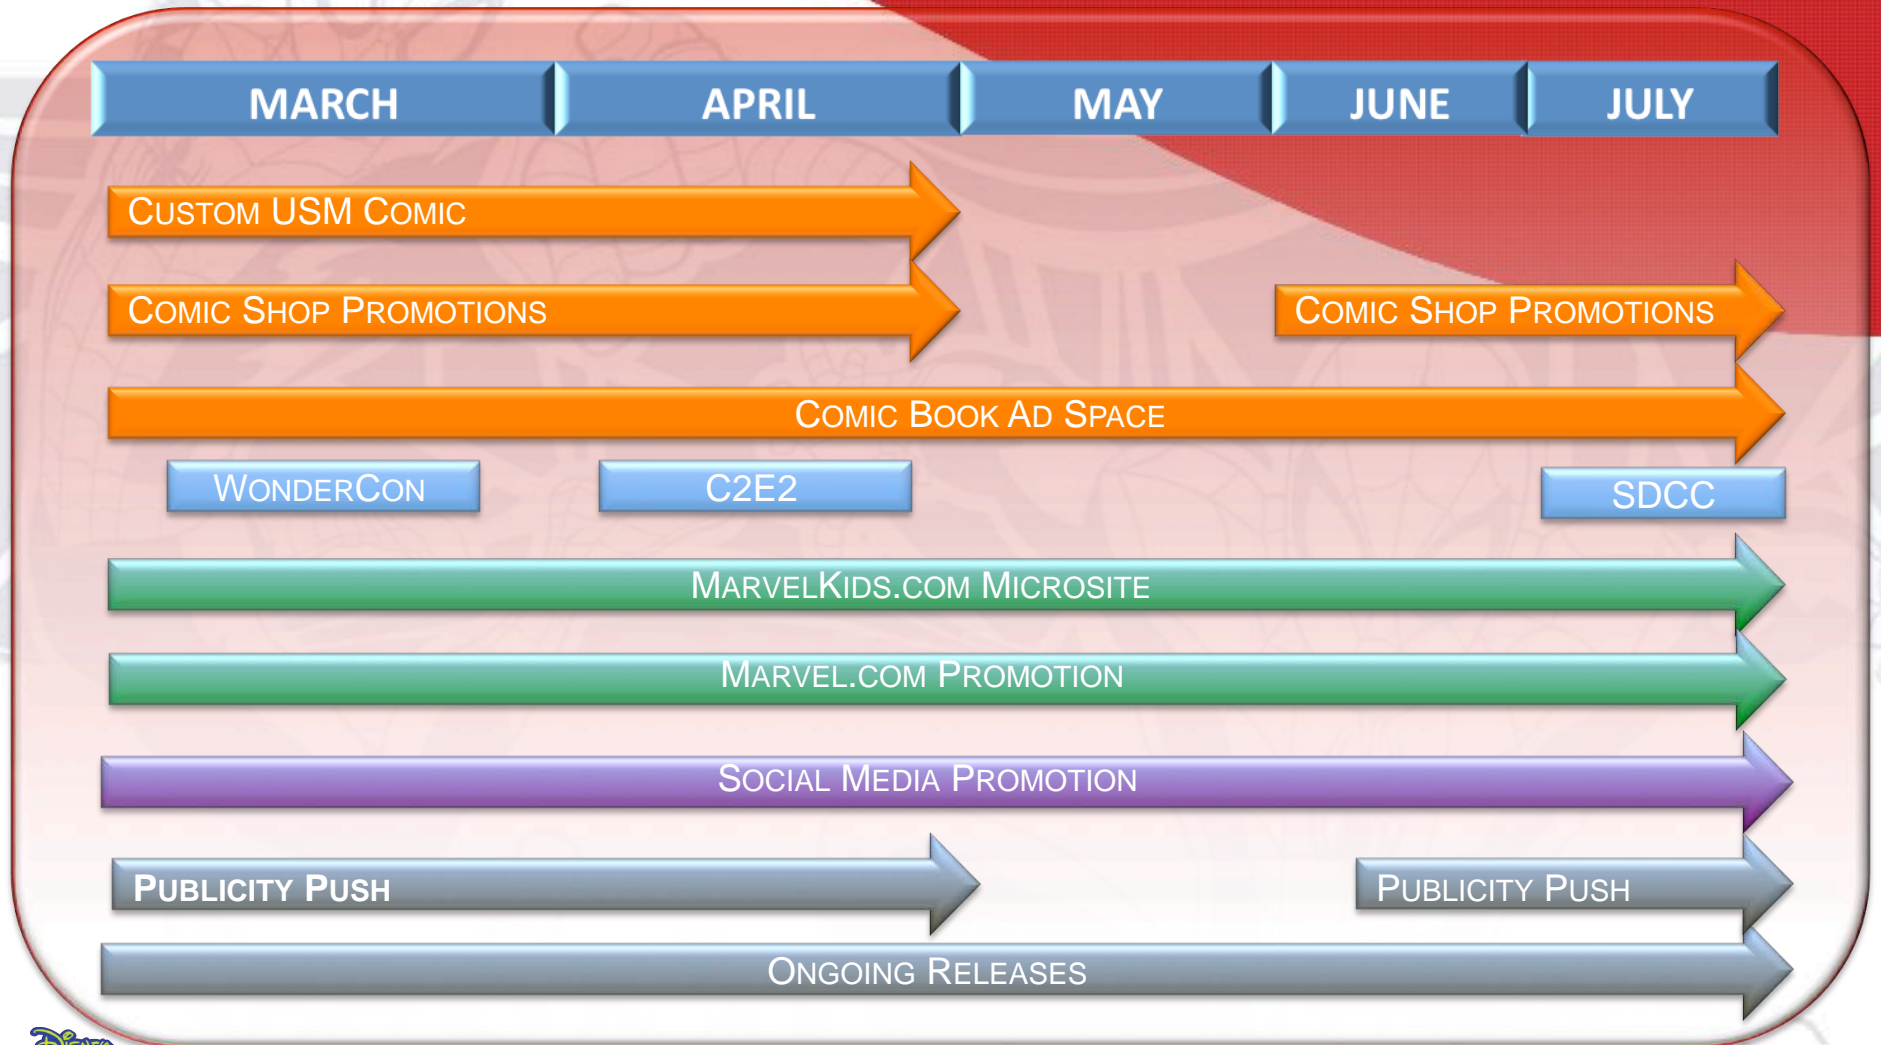 MARCH APRIL MAY JUNE JULY
CUSTOM USM COMIC
COMIC SHOP PROMOTIONS COMIC SHOP PROMOTIONS
COMIC BOOK AD SPACE
WONDERCON C2E2 SDCC
MARVELKIDS.COM MICROSITE
MARVEL.COM PROMOTION
SOCIAL MEDIA PROMOTION
PUBLICITY PUSH PUBLICITY PUSH
ONGOING RELEASES
DISNEY